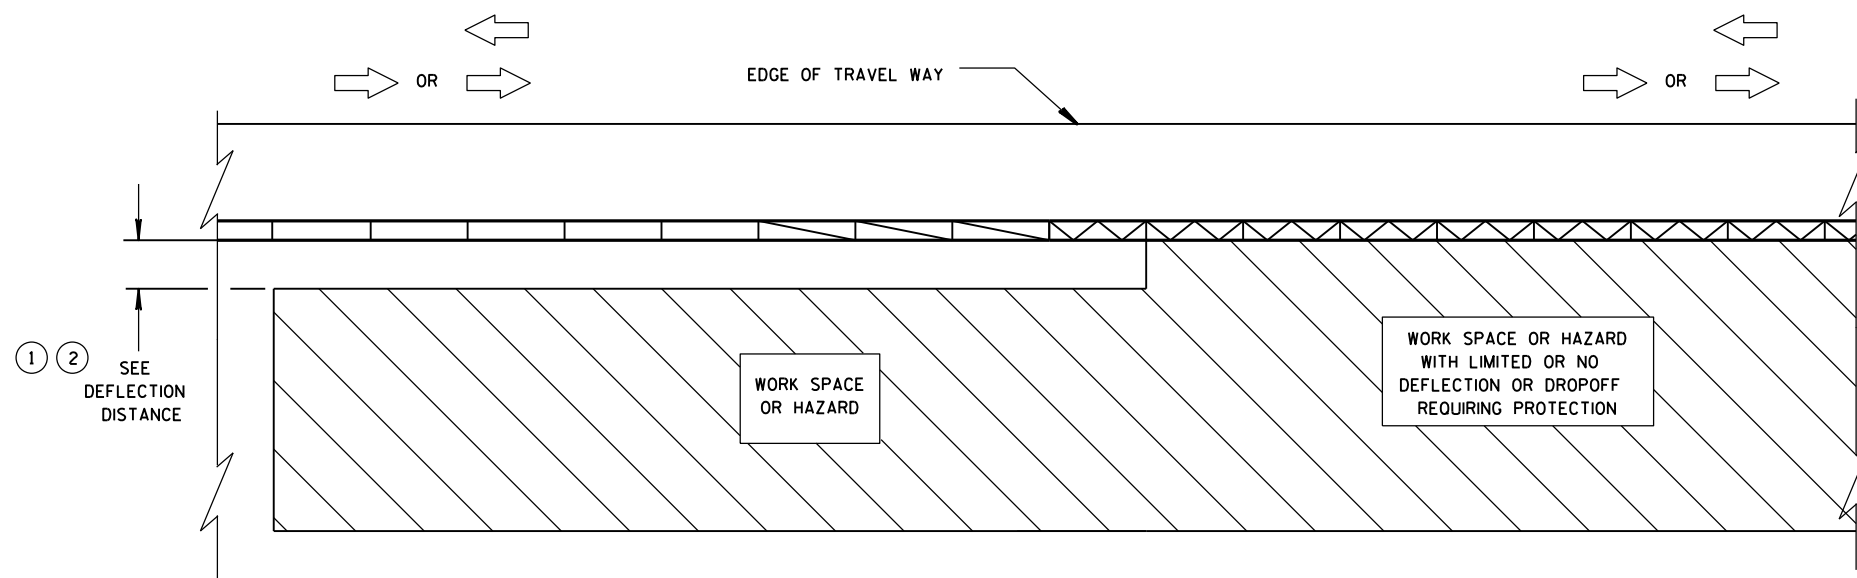 OR
EDGE OF TRAVEL WAY
OR
1 2
SEE
DEFLECTION
DISTANCE
WORK SPACE
OR HAZARD
WORK SPACE OR HAZARD
WITH LIMITED OR NO
DEFLECTION OR DROPOFF
REQUIRING PROTECTION